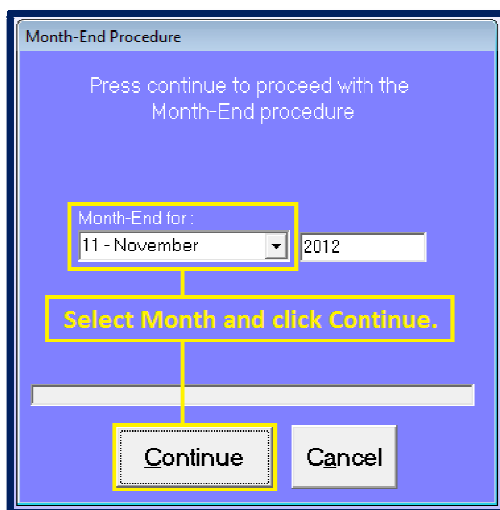 Month-End Procedure
Press continue to proceed with the
Month-End procedure
Month-End for :
11 - November 2012
Select Month and click Continue.
Continue Cancel